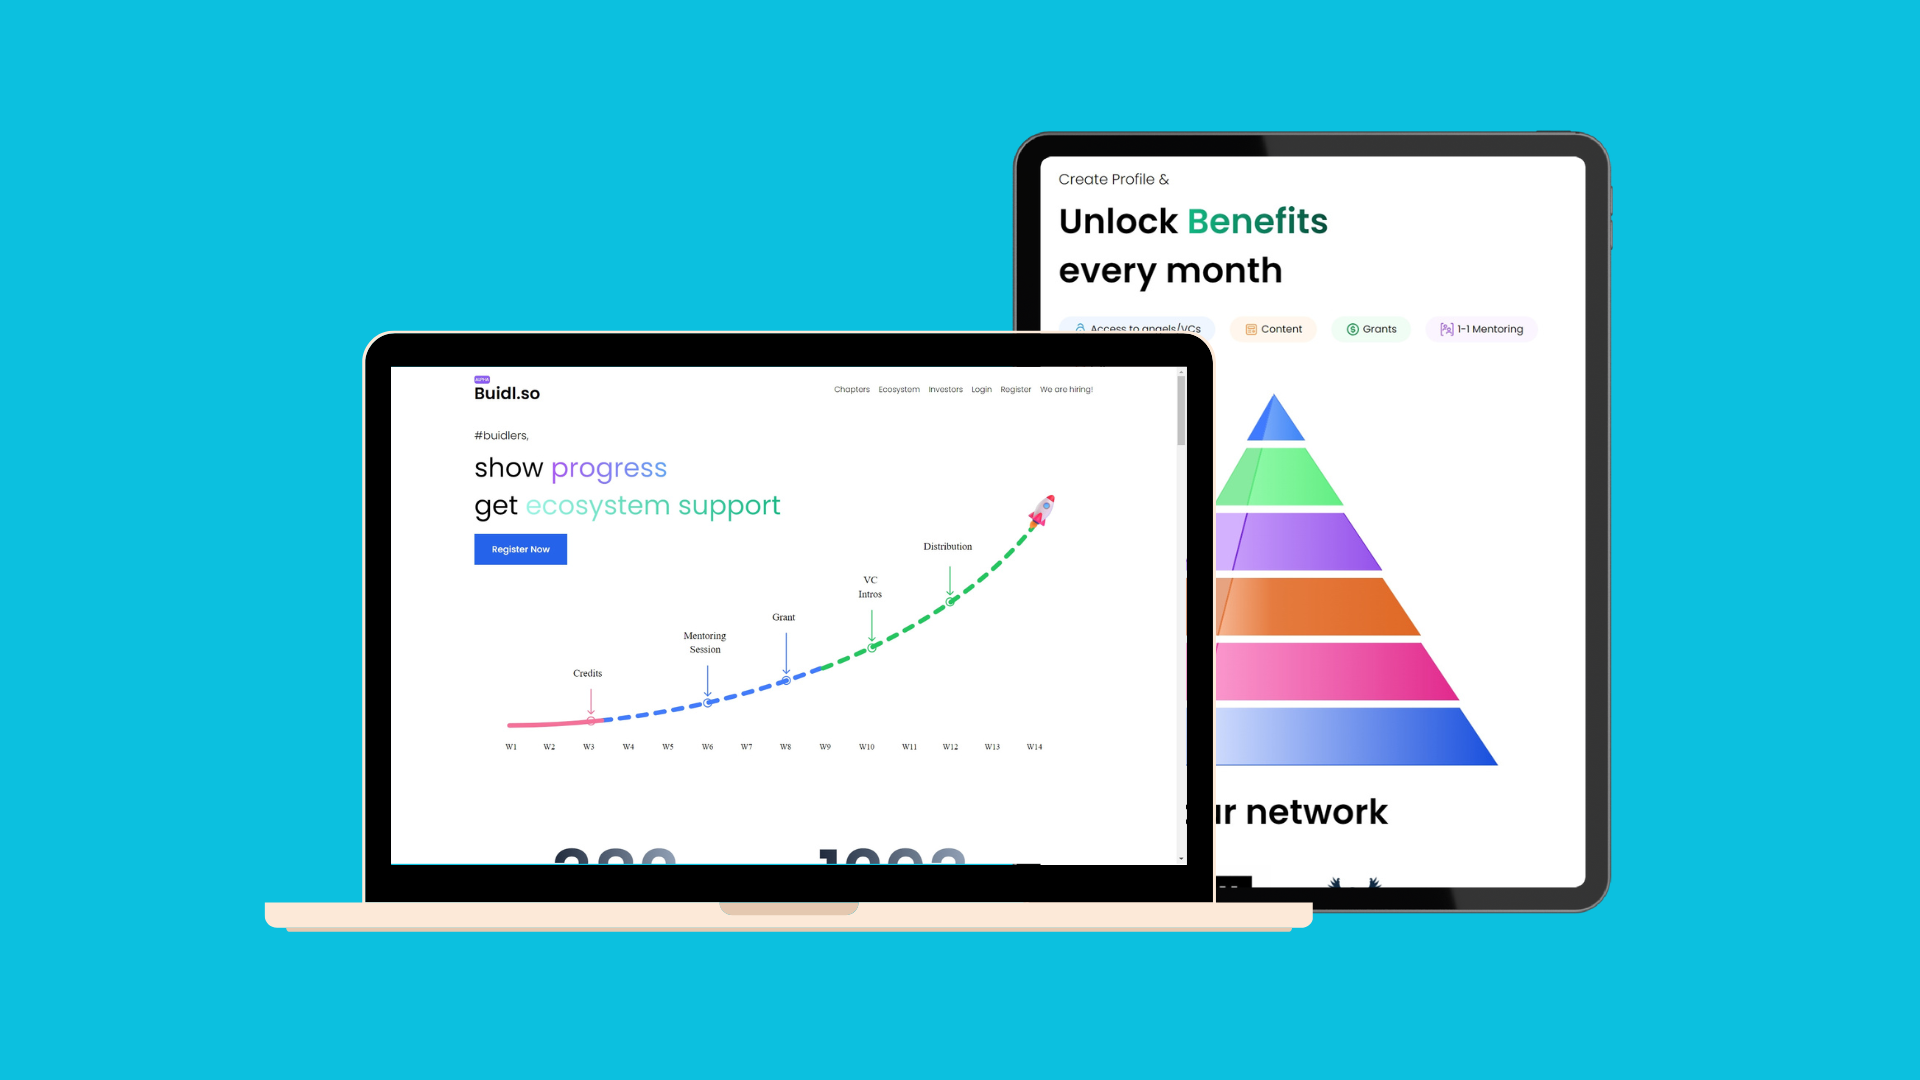 Create Profile &
Unlock Benefits
every month
Access to angels/VCs
Content
Grants
1-1 Mentoring
network
Buidl.so
Chapters Ecosystem Investors Login Register We are hiring!
#buidlers,
show progress
get ecosystem support
Register Now
Distribution
VC
Intros
Grant
Mentoring
Session
Credits
W1 W2 W3 W4 W5 W6 W7 W8 W9 W10 W11 W12 W13 W14